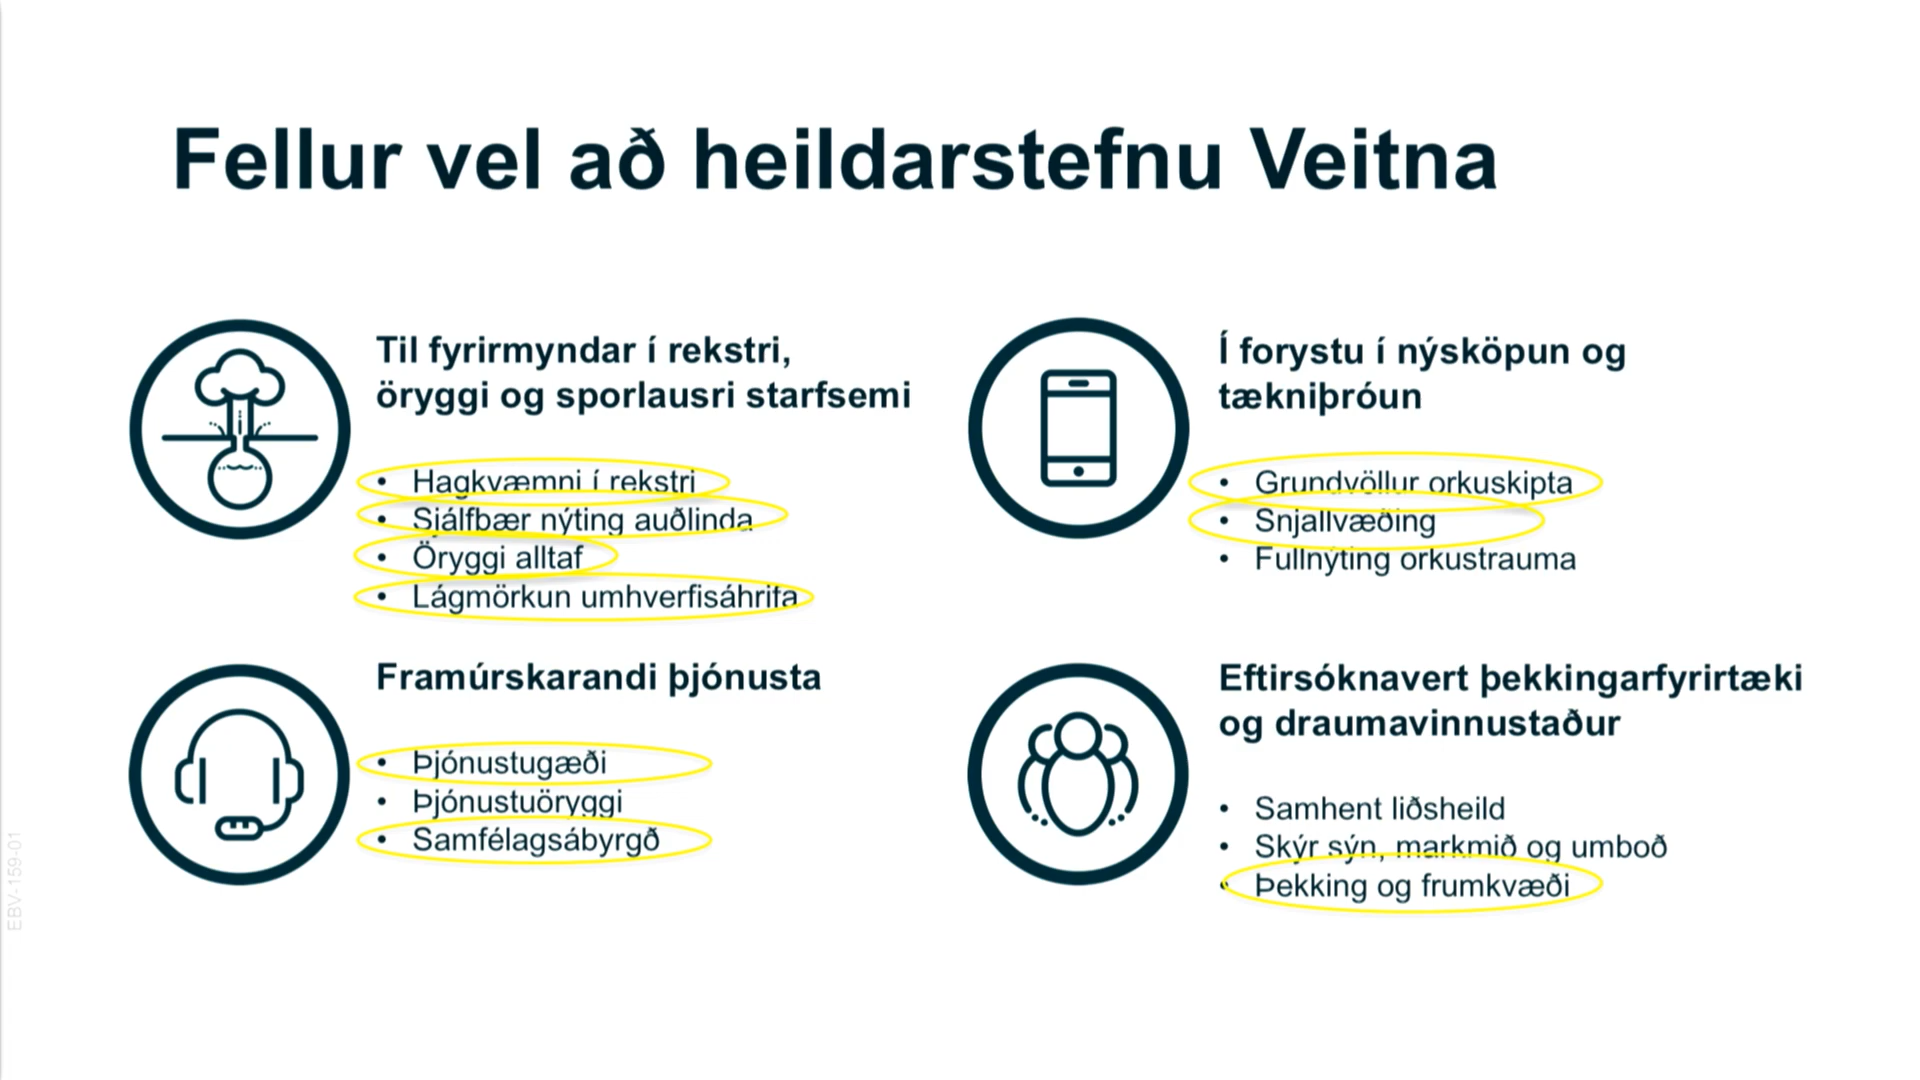 Fellur vel að heildarstefnu Veitna
Til fyrirmyndar í rekstri,
öryggi og sporlausri starfsemi
• Hagkvæmni í rekstri
• Sjálfbær nýting auðlinda
• Öryggi alltaf
• Lágmörkun umhverfisáhrifa
Í forystu í nýsköpun og
tækniþróun
• Grundvöllur orkuskipta
• Snjallvæðing
• Fullnýting orkustrauma
Framúrskarandi þjónusta
• Þjónustugæði
• Þjónustuöryggi
• Samfélagsábyrgð
Eftirsóknavert þekkingarfyrirtæki
og draumavinnustaður
• Samhent liðsheild
• Skýr sýn, markmið og umboð
• Þekking og frumkvæði
EBV-159-01